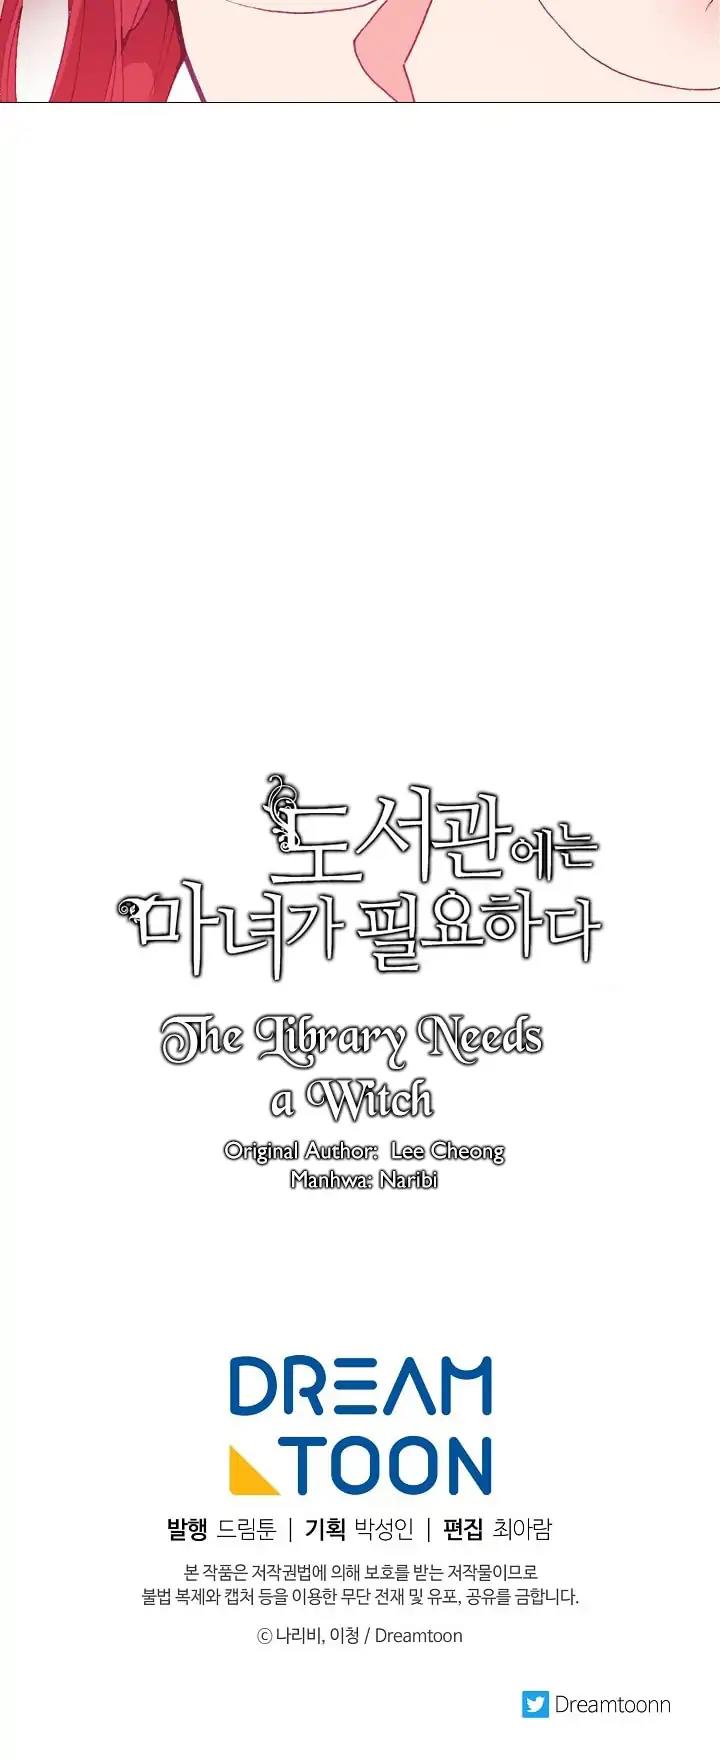 도서관에는
마녀가 필요하다
The Library Needs
a Witch
Original Author: Lee Cheong
Manhwa: Naribi
DREAM
TOON
발행 드림툰 | 기획 박성인 | 편집 최아람
본 작품은 저작권법에 의해 보호를 받는 저작물이므로
불법 복제와 캡처 등을 이용한 무단 전재 및 유포, 공유를 금합니다.
ⓒ 나리비, 이청 / Dreamtoon
Dreamtoonn